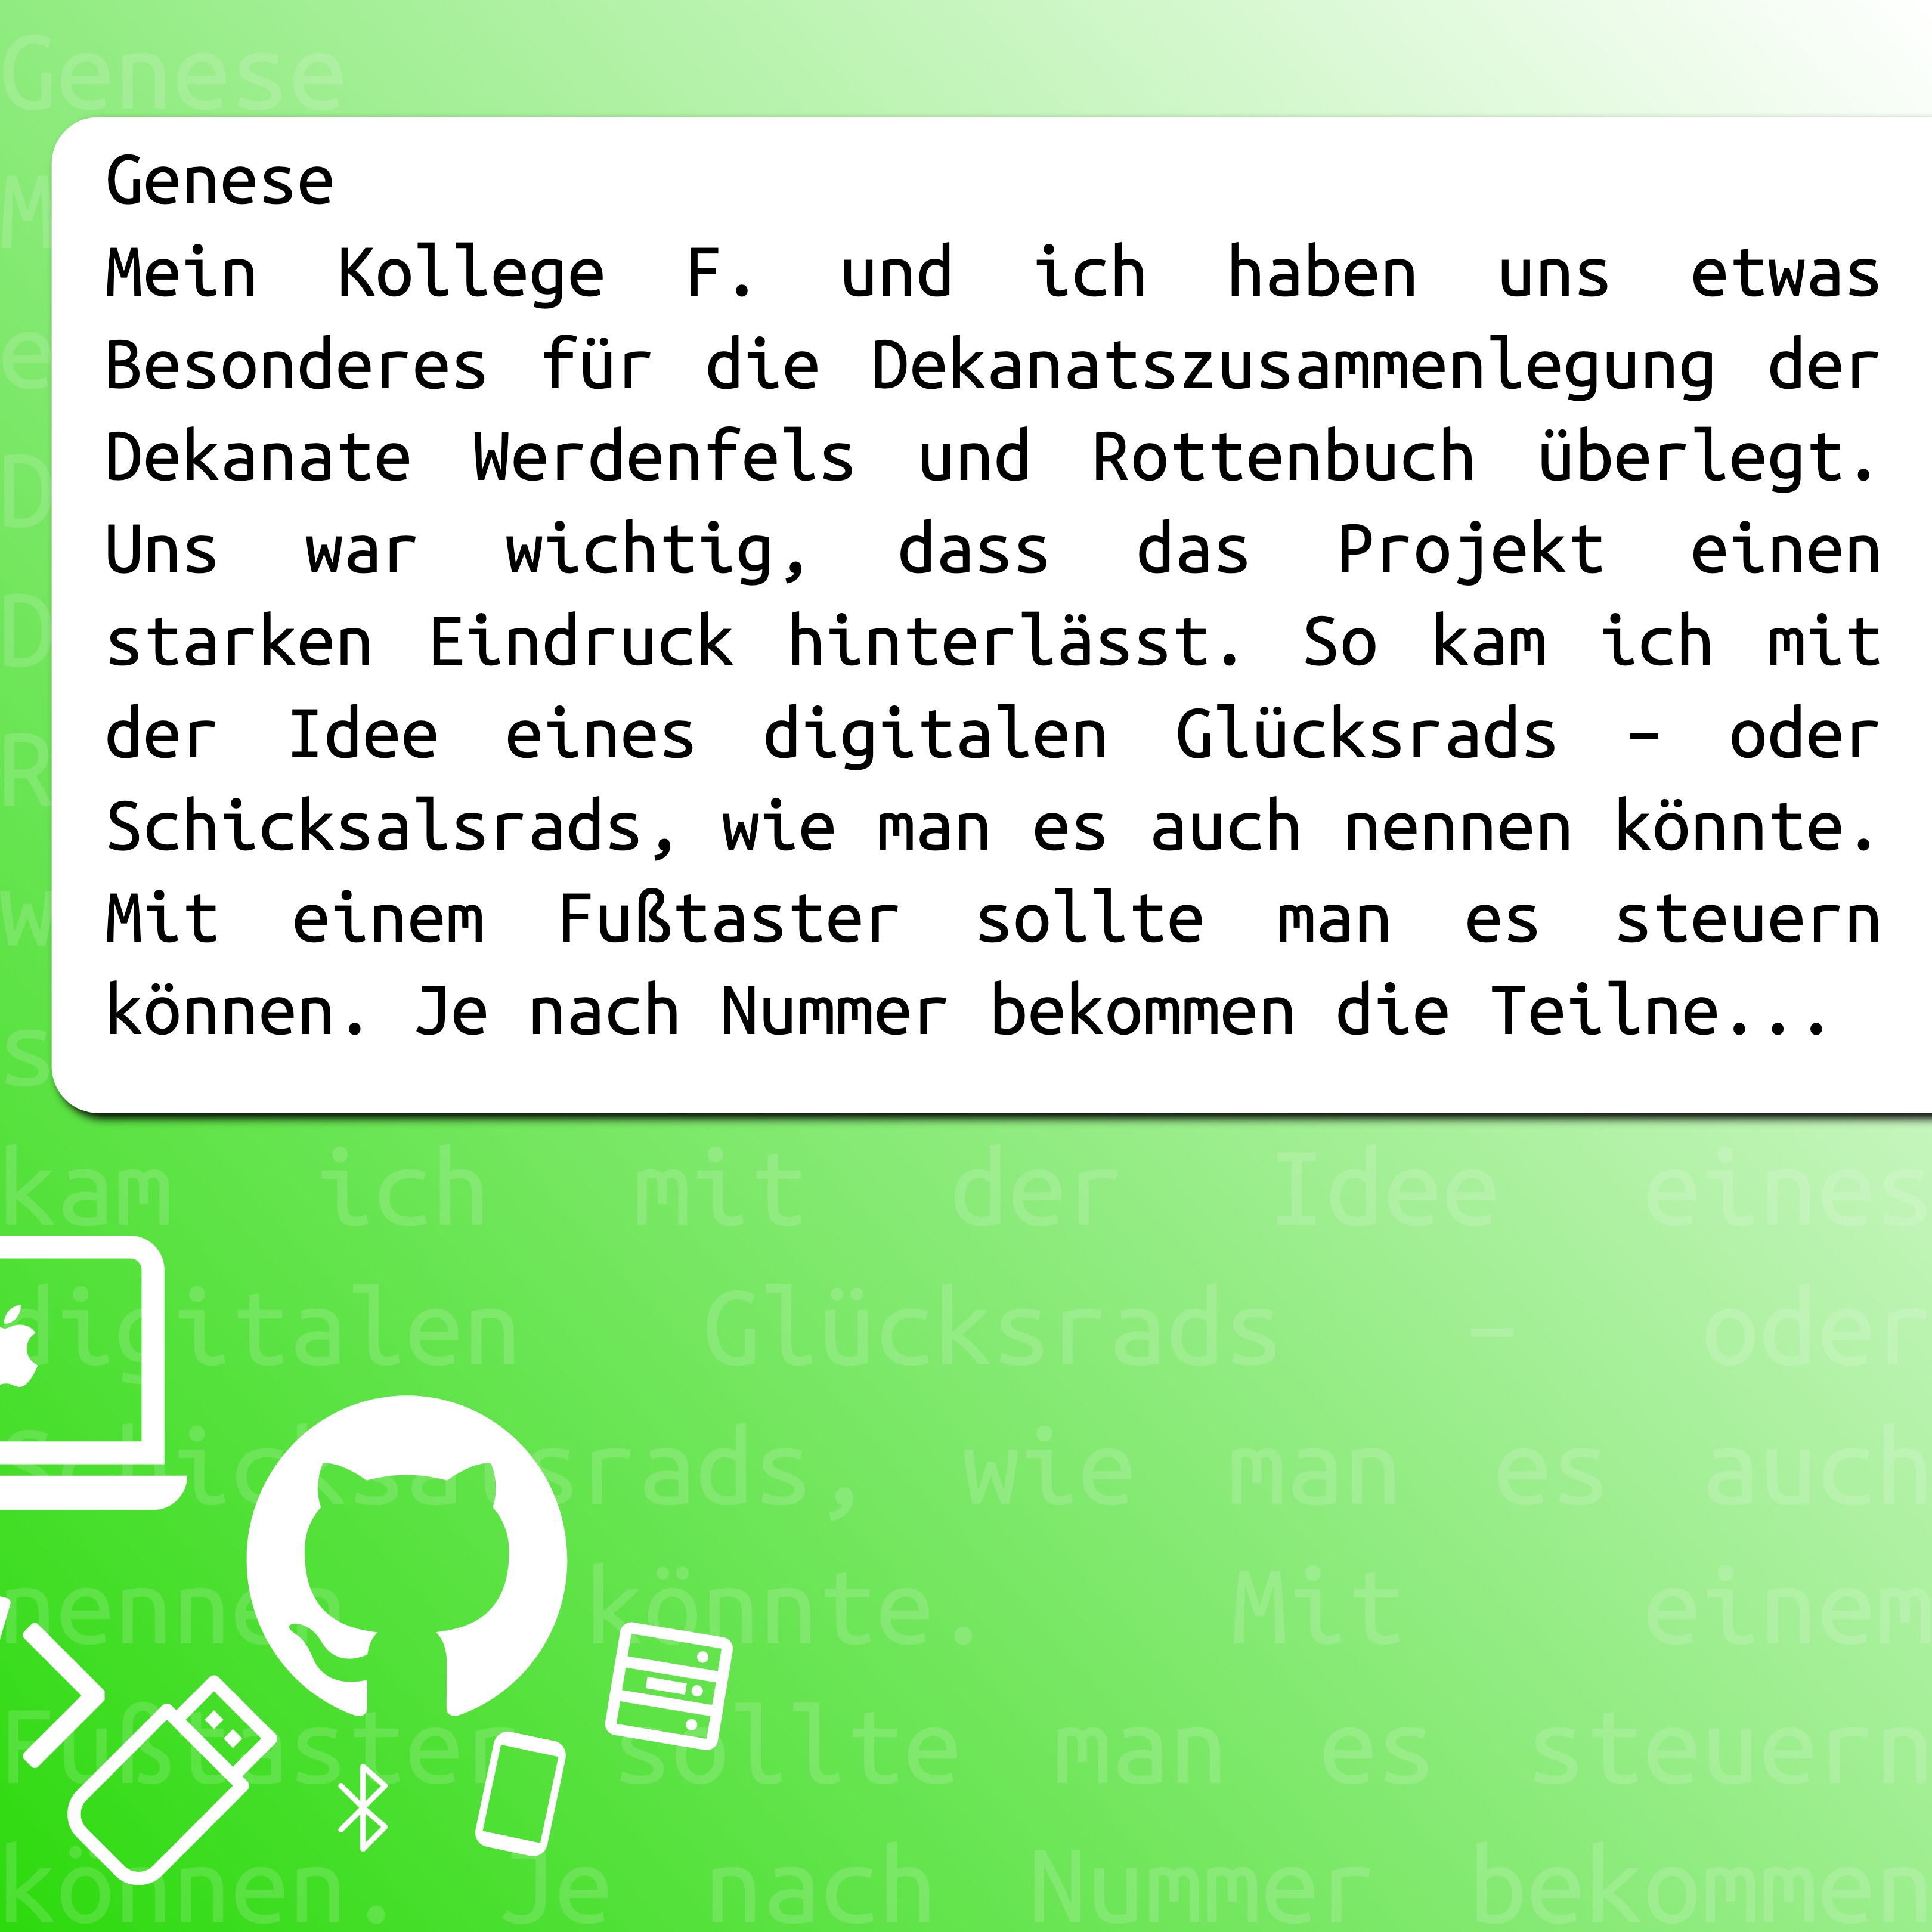 Genese
Genese
Mein Kollege F. und ich haben uns etwas
Besonderes für die Dekanatszusammenlegung der
Dekanate Werdenfels und Rottenbuch überlegt.
Uns war wichtig, dass das Projekt einen
starken Eindruck hinterlässt. So kam ich mit
der Idee eines digitalen Glücksrads – oder
Schicksalsrads, wie man es auch nennen könnte.
Mit einem Fußtaster sollte man es steuern
können. Je nach Nummer bekommen die Teilne...
kam ich mit der Idee eines
digitalen Glücksrads – oder
Schicksalsrads, wie man es auch
nennen könnte. Mit einem
Fußtaster sollte man es steuern
können. Je nach Nummer bekommen